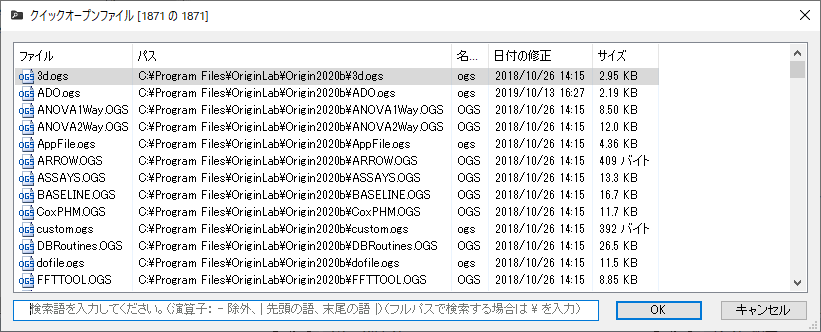 クイックオープンファイル [1871 の 1871]
ファイル パス 名... 日付の修正 サイズ
3d.ogs C:¥Program Files¥OriginLab¥Origin2020b¥3d.ogs ogs 2018/10/26 14:15 2.95 KB
ADO.ogs C:¥Program Files¥OriginLab¥Origin2020b¥ADO.ogs ogs 2019/10/13 16:27 2.19 KB
ANOVA1Way.OGS C:¥Program Files¥OriginLab¥Origin2020b¥ANOVA1Way.OGS OGS 2018/10/26 14:15 8.50 KB
ANOVA2Way.OGS C:¥Program Files¥OriginLab¥Origin2020b¥ANOVA2Way.OGS OGS 2018/10/26 14:15 12.0 KB
AppFile.ogs C:¥Program Files¥OriginLab¥Origin2020b¥AppFile.ogs ogs 2018/10/26 14:15 4.36 KB
ARROW.OGS C:¥Program Files¥OriginLab¥Origin2020b¥ARROW.OGS OGS 2018/10/26 14:15 409 バイト
ASSAYS.OGS C:¥Program Files¥OriginLab¥Origin2020b¥ASSAYS.OGS OGS 2018/10/26 14:15 13.3 KB
BASELINE.OGS C:¥Program Files¥OriginLab¥Origin2020b¥BASELINE.OGS OGS 2018/10/26 14:15 16.7 KB
CoxPHM.OGS C:¥Program Files¥OriginLab¥Origin2020b¥CoxPHM.OGS OGS 2018/10/26 14:15 11.7 KB
custom.ogs C:¥Program Files¥OriginLab¥Origin2020b¥custom.ogs ogs 2018/10/26 14:15 392 バイト
DBRoutines.OGS C:¥Program Files¥OriginLab¥Origin2020b¥DBRoutines.OGS OGS 2018/10/26 14:15 26.5 KB
dofile.ogs C:¥Program Files¥OriginLab¥Origin2020b¥dofile.ogs ogs 2018/10/26 14:15 11.5 KB
FFTTOOL.OGS C:¥Program Files¥OriginLab¥Origin2020b¥FFTTOOL.OGS OGS 2018/10/26 14:15 8.85 KB
検索語を入力してください。(演算子: - 除外、| 先頭の語、末尾の語 |)(フルパスで検索する場合は ¥ を入力) OK キャンセル